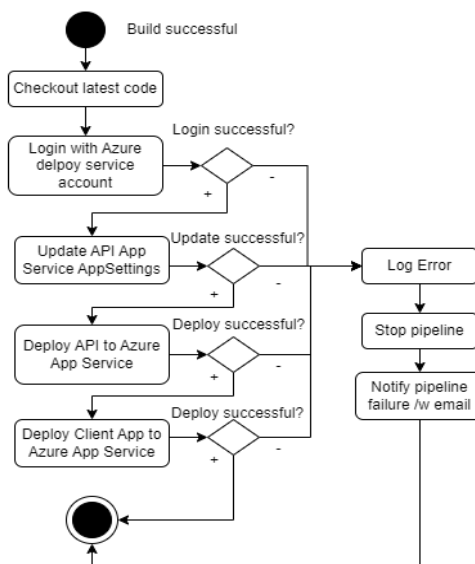 Build successful
Checkout latest code
Login successful?
Login with Azure
delpoy service
account
+
-
Update successful?
Update API App
Service AppSettings
Log Error
+
-
Stop pipeline
Deploy successful?
Deploy API to Azure
App Service
+
-
Notify pipeline
failure /w email
Deploy successful?
Deploy Client App to
Azure App Service
+
-